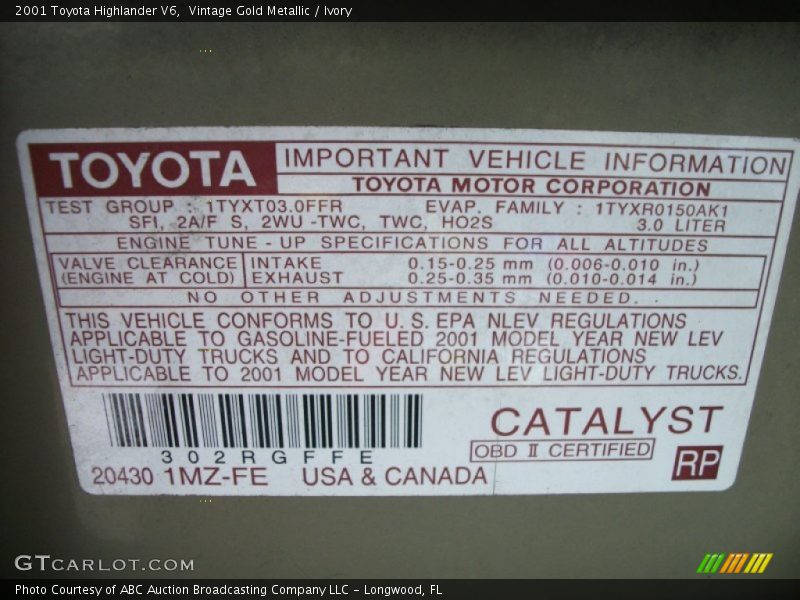 2001 Toyota Highlander V6,  Vintage Gold Metallic / Ivory
TOYOTA
IMPORTANT VEHICLE INFORMATION
TOYOTA MOTOR CORPORATION
TEST GROUP : 1TYXT03.0FFR EVAP. FAMILY : 1TYXR0150AK1
SFI, 2A/F S, 2WU -TWC, TWC, HO2S 3.0 LITER
ENGINE TUNE - UP SPECIFICATIONS FOR ALL ALTITUDES
VALVE CLEARANCE INTAKE 0.15-0.25 mm (0.006-0.010 in.)
(ENGINE AT COLD) EXHAUST 0.25-0.35 mm (0.010-0.014 in.)
NO OTHER ADJUSTMENTS NEEDED.
THIS VEHICLE CONFORMS TO U.S. EPA NLEV REGULATIONS
APPLICABLE TO GASOLINE-FUELED 2001 MODEL YEAR NEW LEV
LIGHT-DUTY TRUCKS AND TO CALIFORNIA REGULATIONS
APPLICABLE TO 2001 MODEL YEAR NEW LEV LIGHT-DUTY TRUCKS.
CATALYST
OBD II CERTIFIED
302RGFFE
RP
20430 1MZ-FE USA & CANADA
GTCARLOT.COM
Photo Courtesy of ABC Auction Broadcasting Company LLC – Longwood, FL